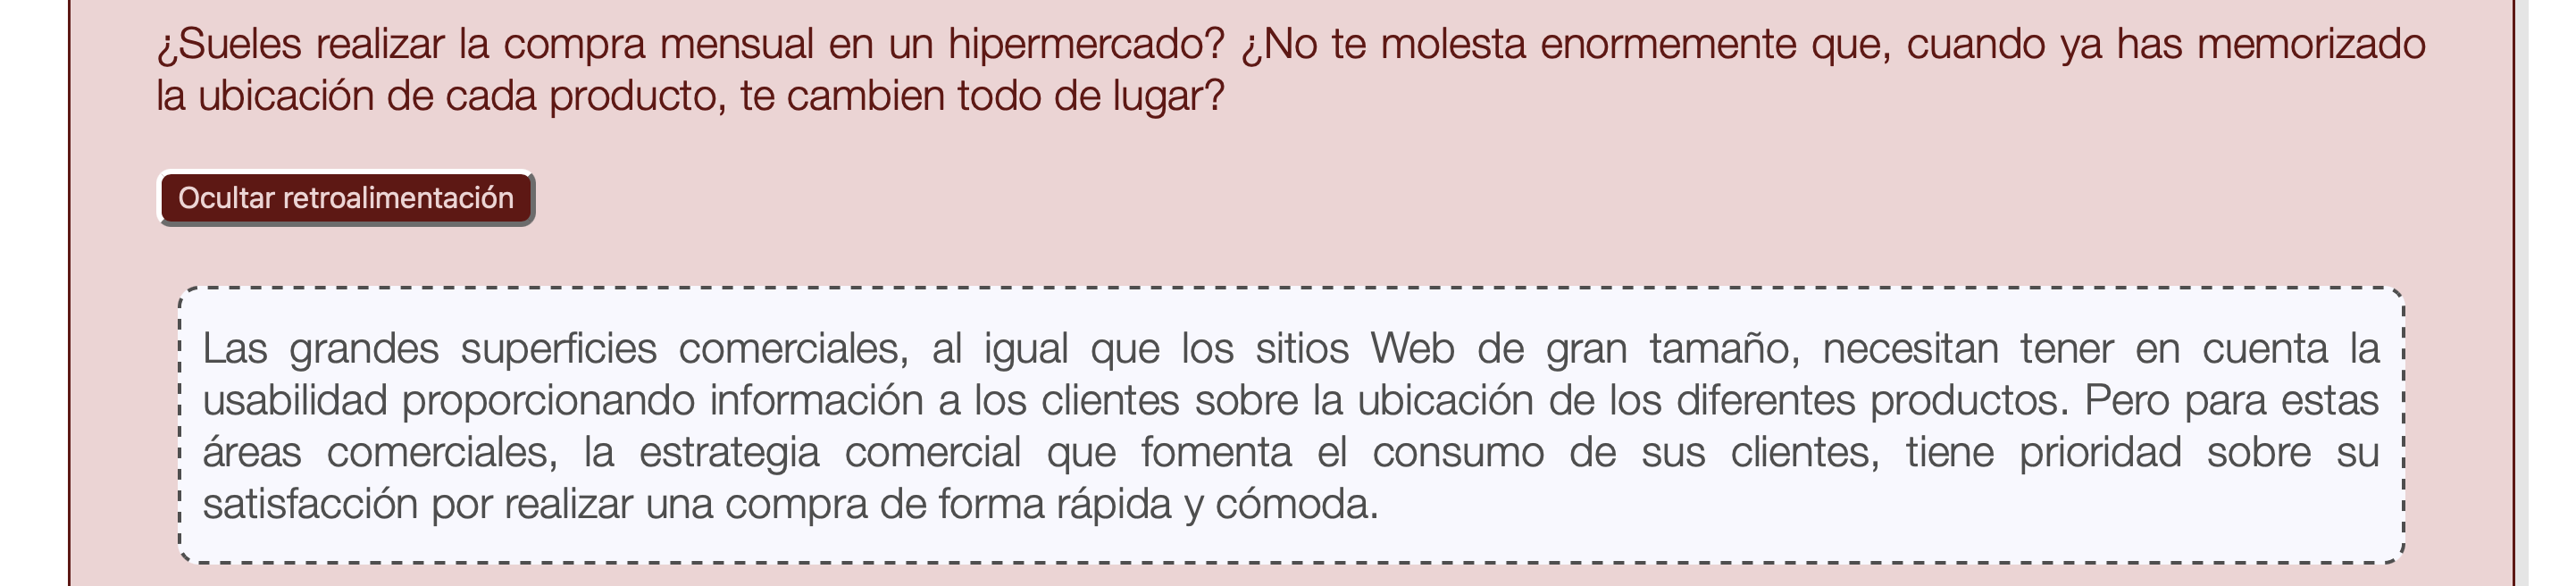 ¿Sueles realizar la compra mensual en un hipermercado? ¿No te molesta enormemente que, cuando ya has memorizado
la ubicación de cada producto, te cambien todo de lugar?
Ocultar retroalimentación
Las grandes superficies comerciales, al igual que los sitios Web de gran tamaño, necesitan tener en cuenta la
usabilidad proporcionando información a los clientes sobre la ubicación de los diferentes productos. Pero para estas
áreas comerciales, la estrategia comercial que fomenta el consumo de sus clientes, tiene prioridad sobre su
satisfacción por realizar una compra de forma rápida y cómoda.